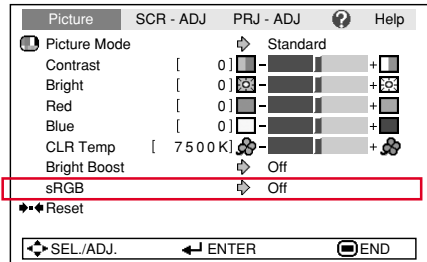 Picture SCR - ADJ PRJ - ADJ ? Help
Picture Mode Standard
Contrast [ 0] - +
Bright [ 0] - +
Red [ 0] - +
Blue [ 0] - +
CLR Temp [ 7500K] - +
Bright Boost Off
sRGB Off
Reset
SEL./ADJ. ENTER END